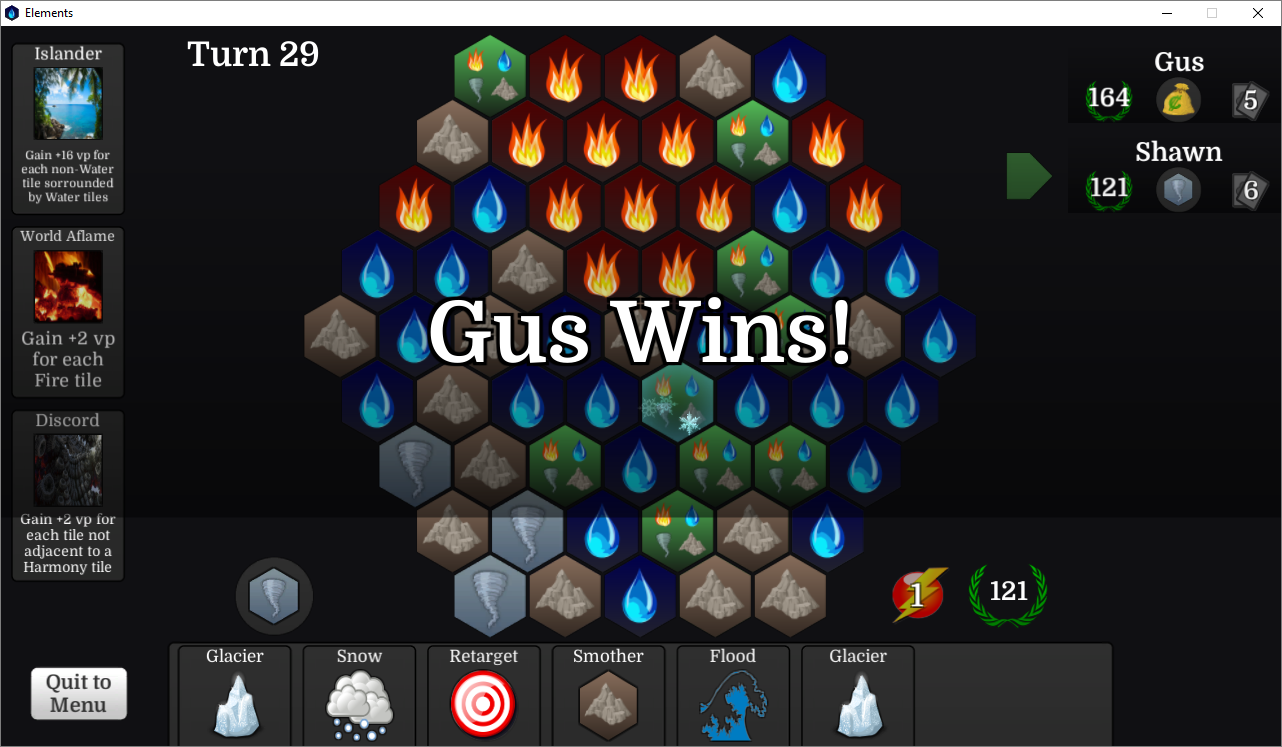 Elements
Islander
Gain +16 vp for
each non-Water
tile sorrounded
by Water tiles
World Aflame
Gain +2 vp
for each
Fire tile
Discord
Gain +2 vp for
each tile not
adjacent to a
Harmony tile
Turn 29
Gus
164
5
Shawn
121
6
Gus Wins!
1
121
Quit to
Menu
Glacier
Snow
Retarget
Smother
Flood
Glacier